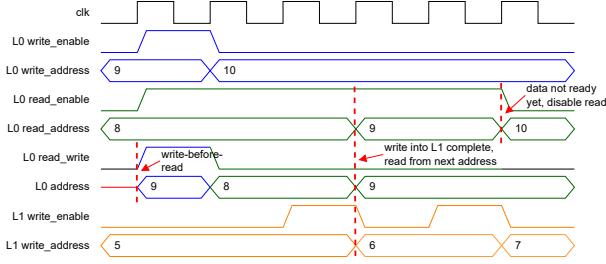 clk
L0 write_enable
L0 write_address 9 10
data not ready
yet, disable read
L0 read_enable
L0 read_address 8 9 10
write into L1 complete,
read from next address
L0 read_write
write-before-
read
L0 address 9 8 9
L1 write_enable
L1 write_address 5 6 7